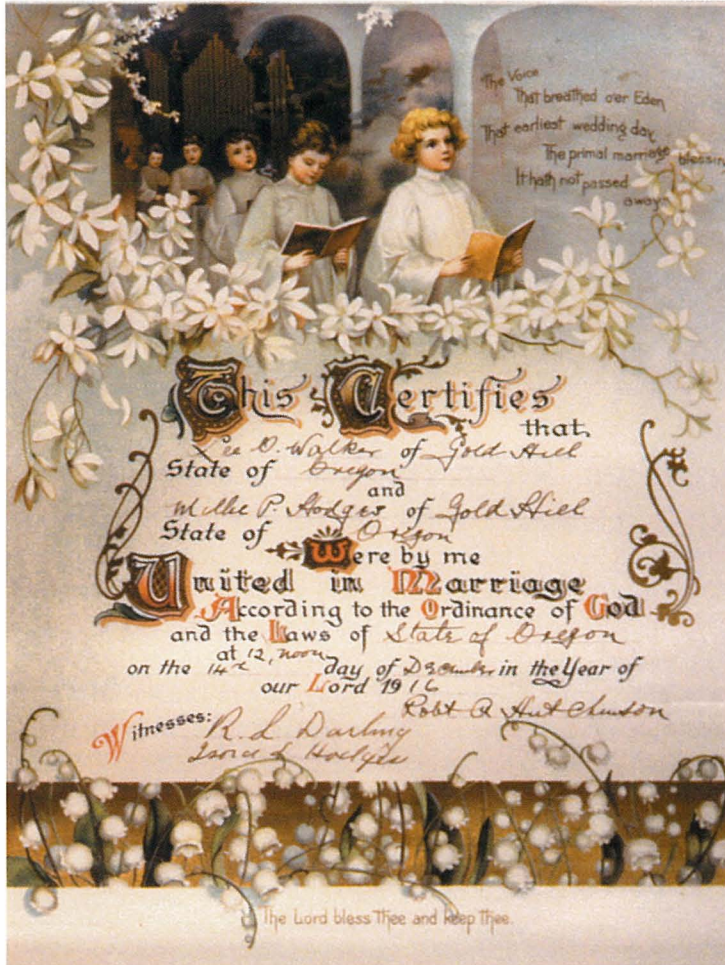 The Voice
That breathed o'er Eden
That earliest wedding day
The primal marriage blessing
It hath not passed
away.
This Certifies
that,
Lee O. Walker of Gold Hill
State of Oregon
and
Millie P. Hodges of Gold Hill
State of Oregon
Were by me
United in Marriage
According to the Ordinance of God
and the Laws of State of Oregon
at 12, noon
on the 14th day of December in the Year of
our Lord 1916
Robt A Hutchinson
Witnesses: R. L. Darling
Hodges
The Lord bless Thee and keep Thee.